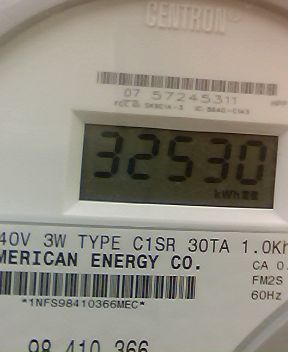 CENTRON®
07 57245311
32530
kWh
40V 3W TYPE C1SR 30TA 1.0Kh
MERICAN ENERGY CO.
CA 0.
FM2S
*1NFS98410366MEC*
60Hz
98 410 366